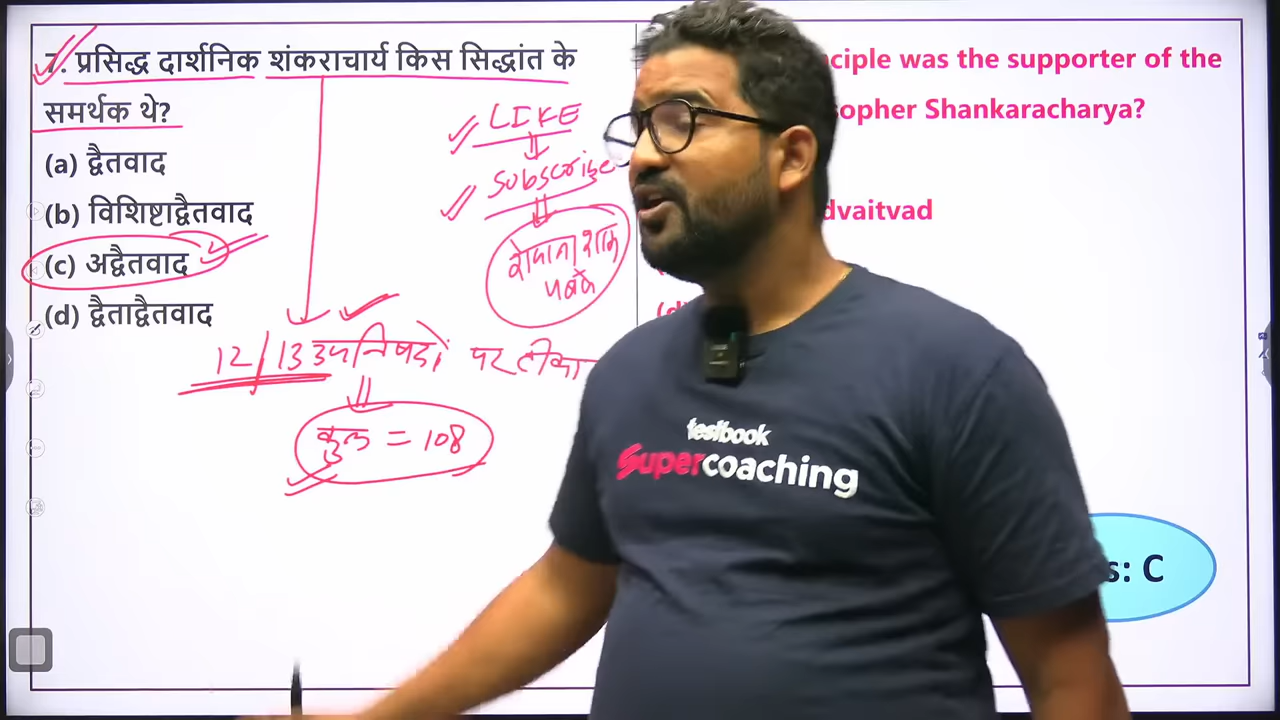 7. प्रसिद्ध दार्शनिक शंकराचार्य किस सिद्धांत के
समर्थक थे?
(a) द्वैतवाद
(b) विशिष्टाद्वैतवाद
(c) अद्वैतवाद
(d) द्वैताद्वैतवाद
LIKE
Subscribe
12/13 उपनिषदों पर टीका
कुल = 108
nciple was the supporter of the
sopher Shankaracharya?
dvaitvad
s: C
testbook
Supercoaching